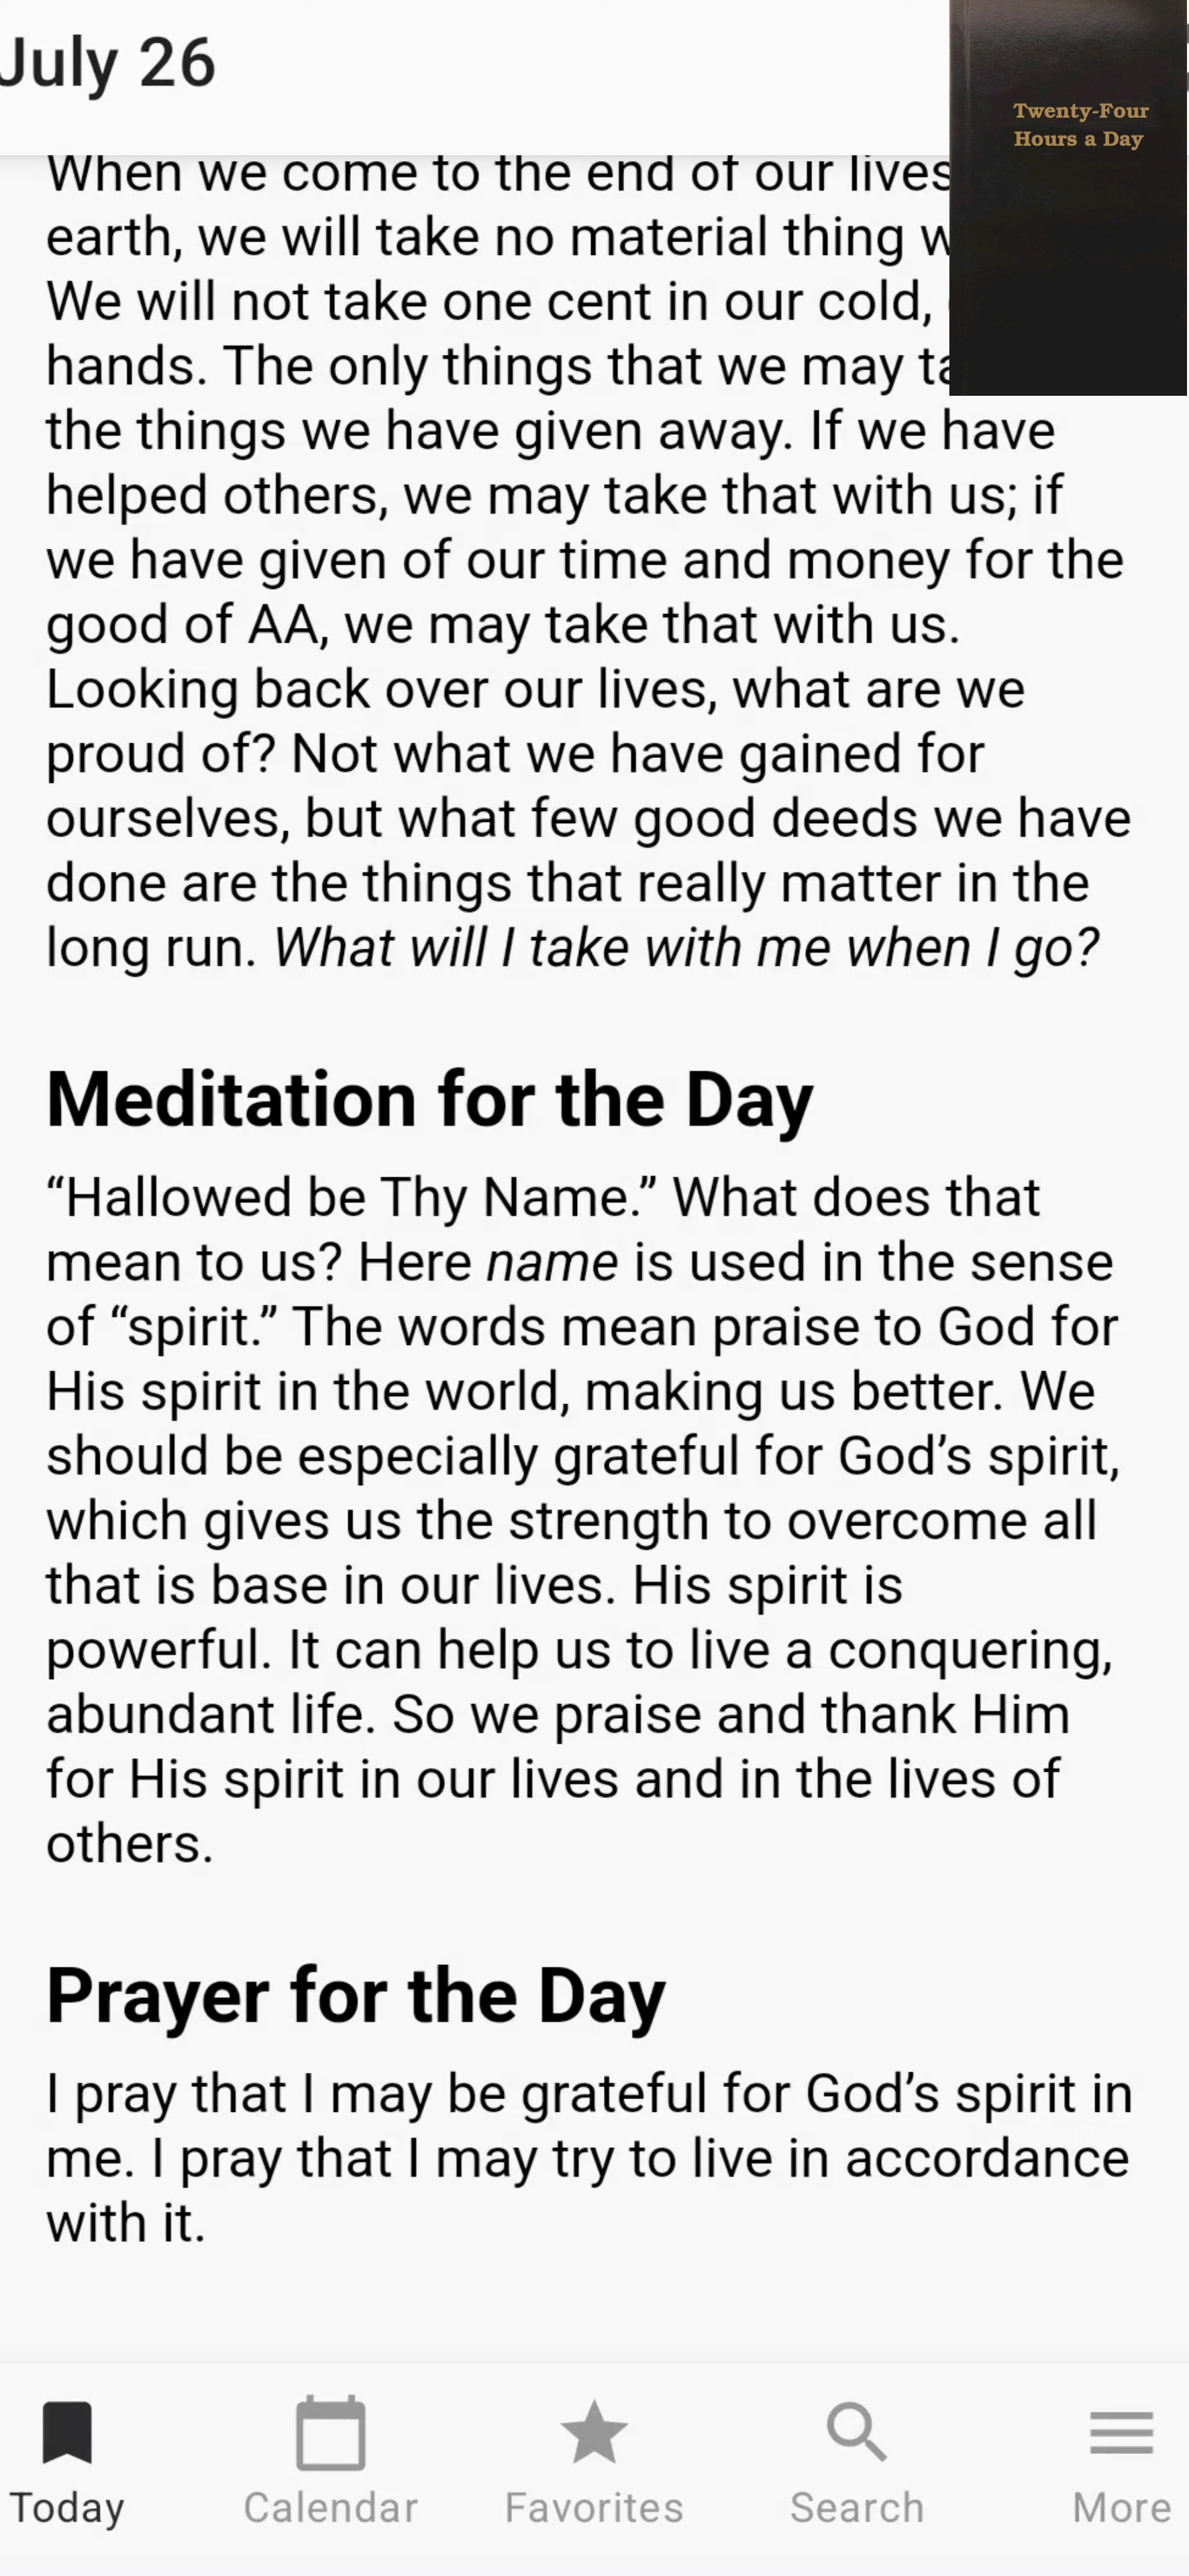 July 26
Twenty-Four
Hours a Day
When we come to the end of our lives
earth, we will take no material thing
We will not take one cent in our cold,
hands. The only things that we may
the things we have given away. If we have
helped others, we may take that with us; if
we have given of our time and money for the
good of AA, we may take that with us.
Looking back over our lives, what are we
proud of? Not what we have gained for
ourselves, but what few good deeds we have
done are the things that really matter in the
long run. What will I take with me when I go?
Meditation for the Day
“Hallowed be Thy Name.” What does that
mean to us? Here name is used in the sense
of “spirit.” The words mean praise to God for
His spirit in the world, making us better. We
should be especially grateful for God’s spirit,
which gives us the strength to overcome all
that is base in our lives. His spirit is
powerful. It can help us to live a conquering,
abundant life. So we praise and thank Him
for His spirit in our lives and in the lives of
others.
Prayer for the Day
I pray that I may be grateful for God’s spirit in
me. I pray that I may try to live in accordance
with it.
Today
Calendar
Favorites
Search
More